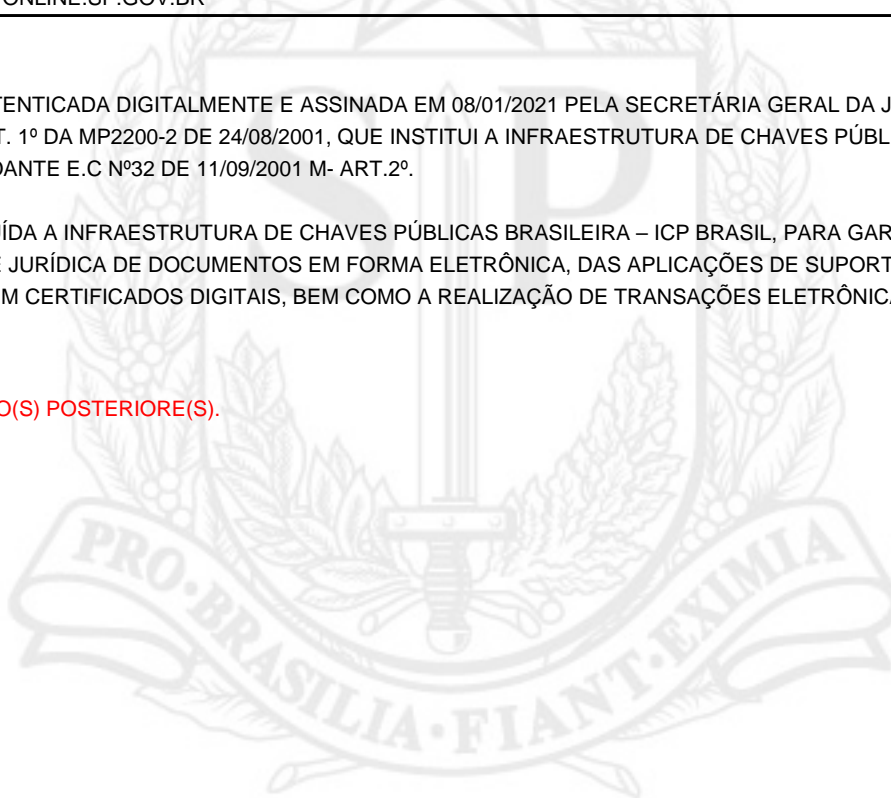 ONLINE.SP.GOV.BR
TENTICADA DIGITALMENTE E ASSINADA EM 08/01/2021 PELA SECRETÁRIA GERAL DA J
T. 1º DA MP2200-2 DE 24/08/2001, QUE INSTITUI A INFRAESTRUTURA DE CHAVES PÚBL
DANTE E.C Nº32 DE 11/09/2001 M- ART.2º.
ÍDA A INFRAESTRUTURA DE CHAVES PÚBLICAS BRASILEIRA – ICP BRASIL, PARA GAR
E JURÍDICA DE DOCUMENTOS EM FORMA ELETRÔNICA, DAS APLICAÇÕES DE SUPORT
M CERTIFICADOS DIGITAIS, BEM COMO A REALIZAÇÃO DE TRANSAÇÕES ELETRÔNICA
O(S) POSTERIORE(S).
SP
PRO·BRASILIA·FIANT·EXIMIA